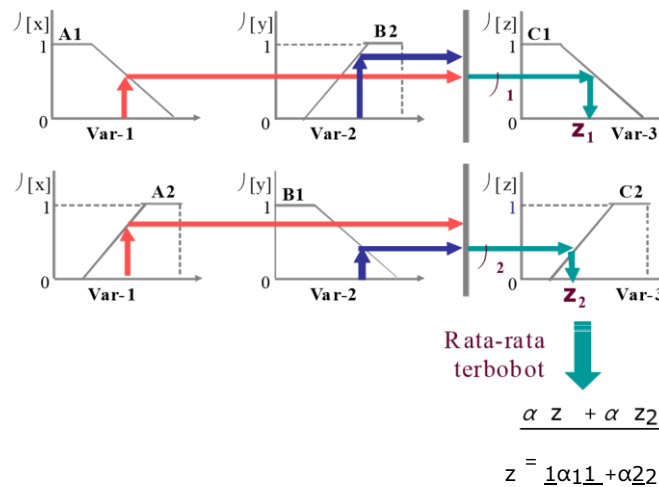 [x] [y] [z]
1 A1 1 B2 1 C1
1
0 0 0
Var-1 Var-2 z1 Var-3
[x] [y] [z]
1 A2 1 B1 1 C2
2
0 0 0
Var-1 Var-2 z2 Var-3
Rata-rata
terbobot
α z + α z2
z = 1α11 +α22